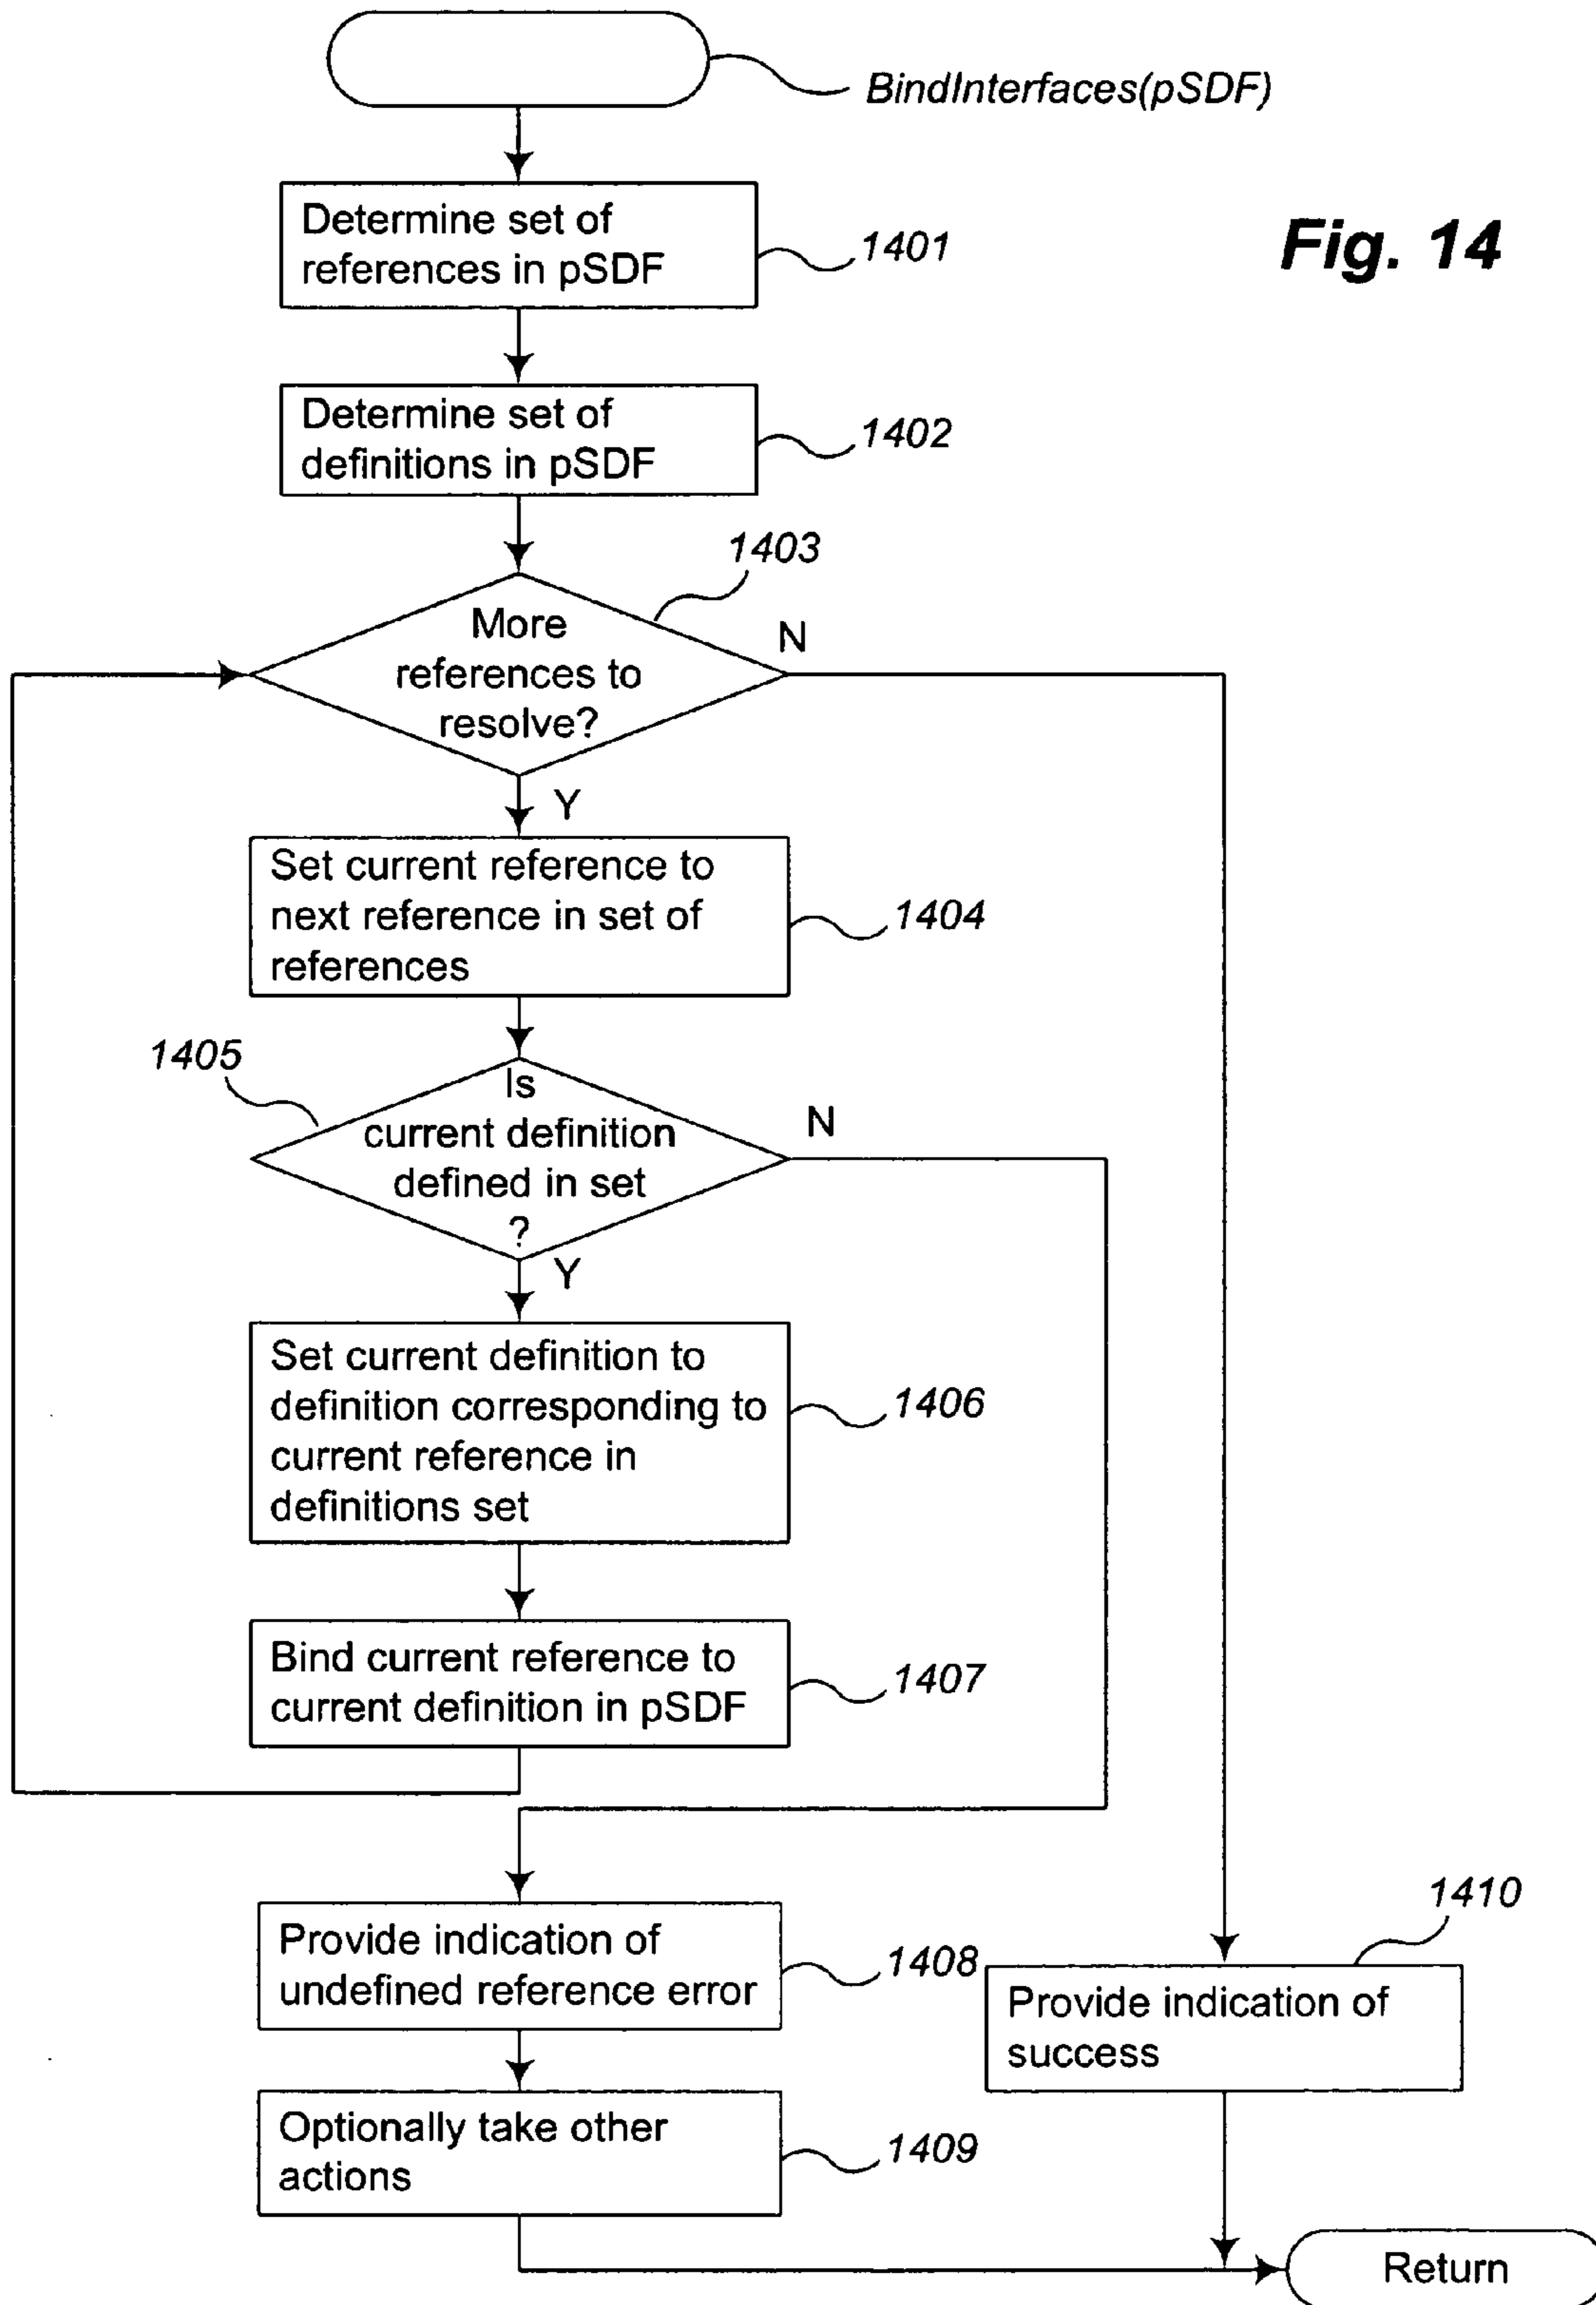 BindInterfaces(pSDF)
Fig. 14
Determine set of
references in pSDF
1401
Determine set of
definitions in pSDF
1402
1403
More
references to
resolve?
N
Y
Set current reference to
next reference in set of
references
1404
1405
Is
current definition
defined in set
?
N
Y
Set current definition to
definition corresponding to
current reference in
definitions set
1406
Bind current reference to
current definition in pSDF
1407
Provide indication of
undefined reference error
1408
1410
Provide indication of
success
Optionally take other
actions
1409
Return